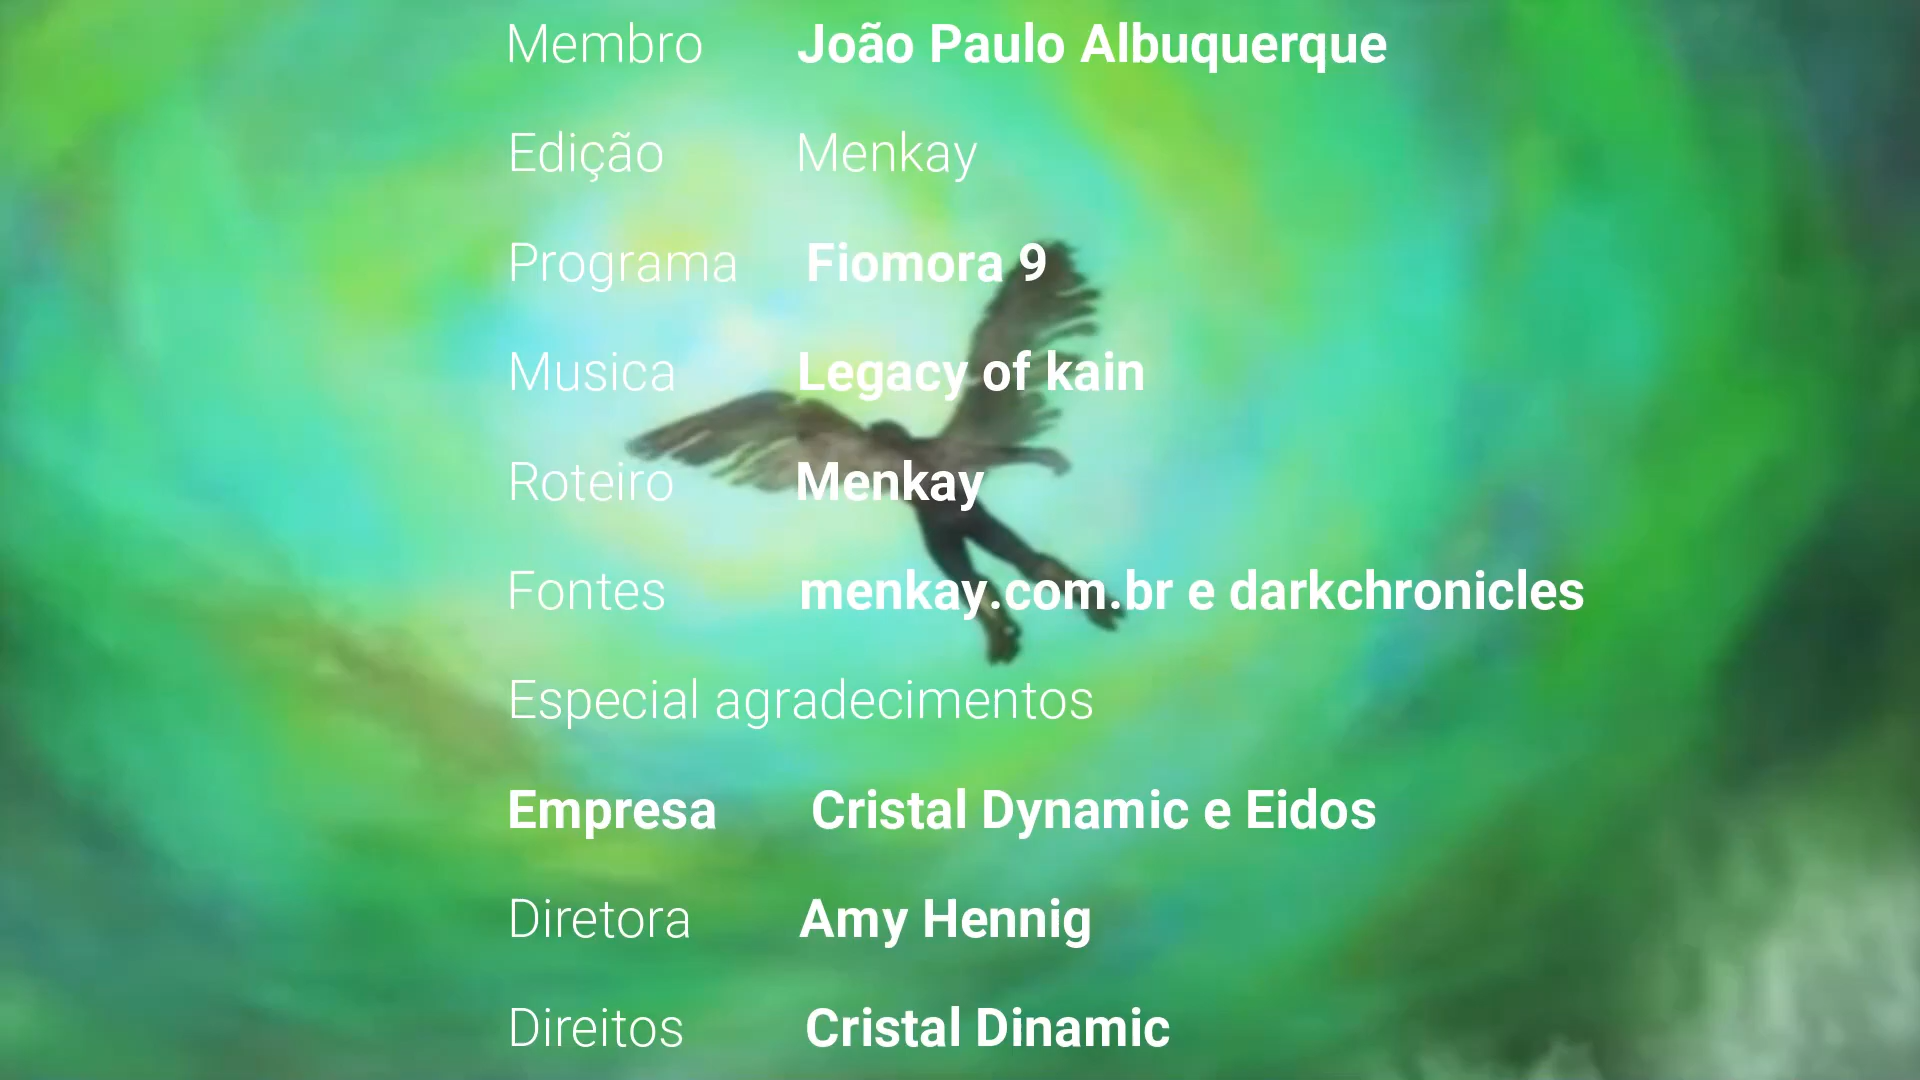 Membro João Paulo Albuquerque
Edição Menkay
Programa Fiomora 9
Musica Legacy of kain
Roteiro Menkay
Fontes menkay.com.br e darkchronicles
Especial agradecimentos
Empresa Cristal Dynamic e Eidos
Diretora Amy Hennig
Direitos Cristal Dinamic